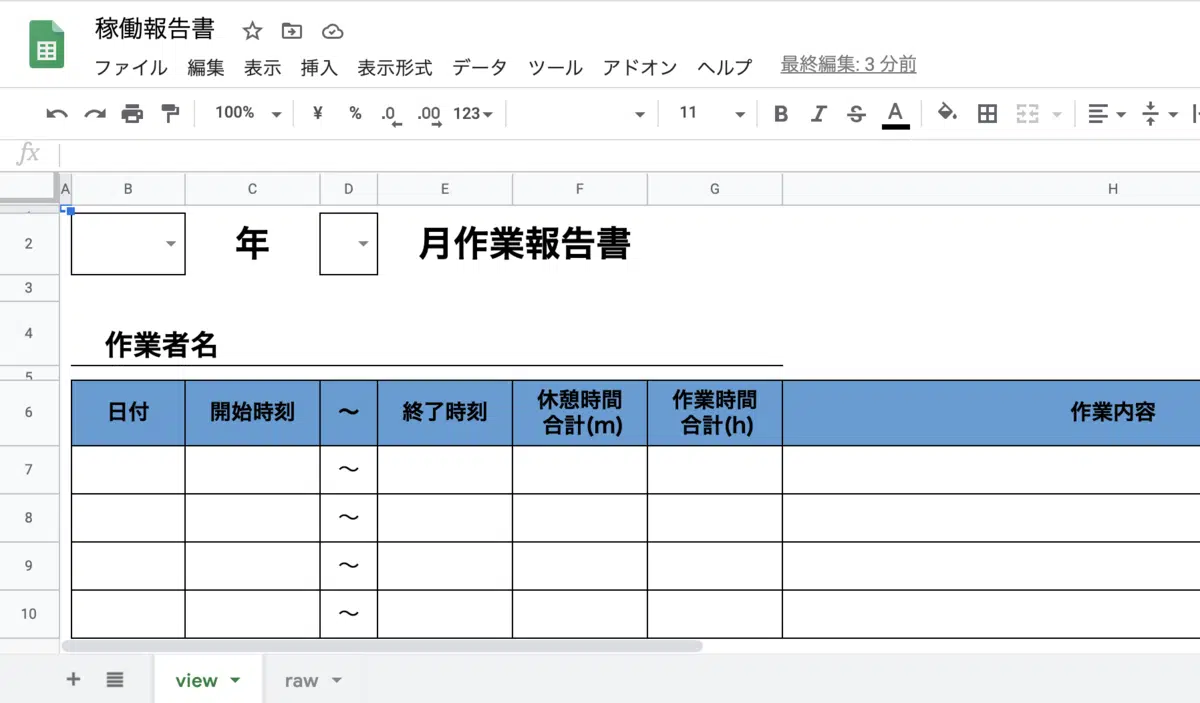 稼働報告書
ファイル 編集 表示 挿入 表示形式 データ ツール アドオン ヘルプ 最終編集: 3 分前
100% ¥ % .0 .00 123 11 B I S A
fx
A B C D E F G H
2 年 月作業報告書
3
4 作業者名
5
6 日付 開始時刻 〜 終了時刻 休憩時間 作業時間 作業内容
合計(m) 合計(h)
7 〜
8 〜
9 〜
10 〜
+ view raw